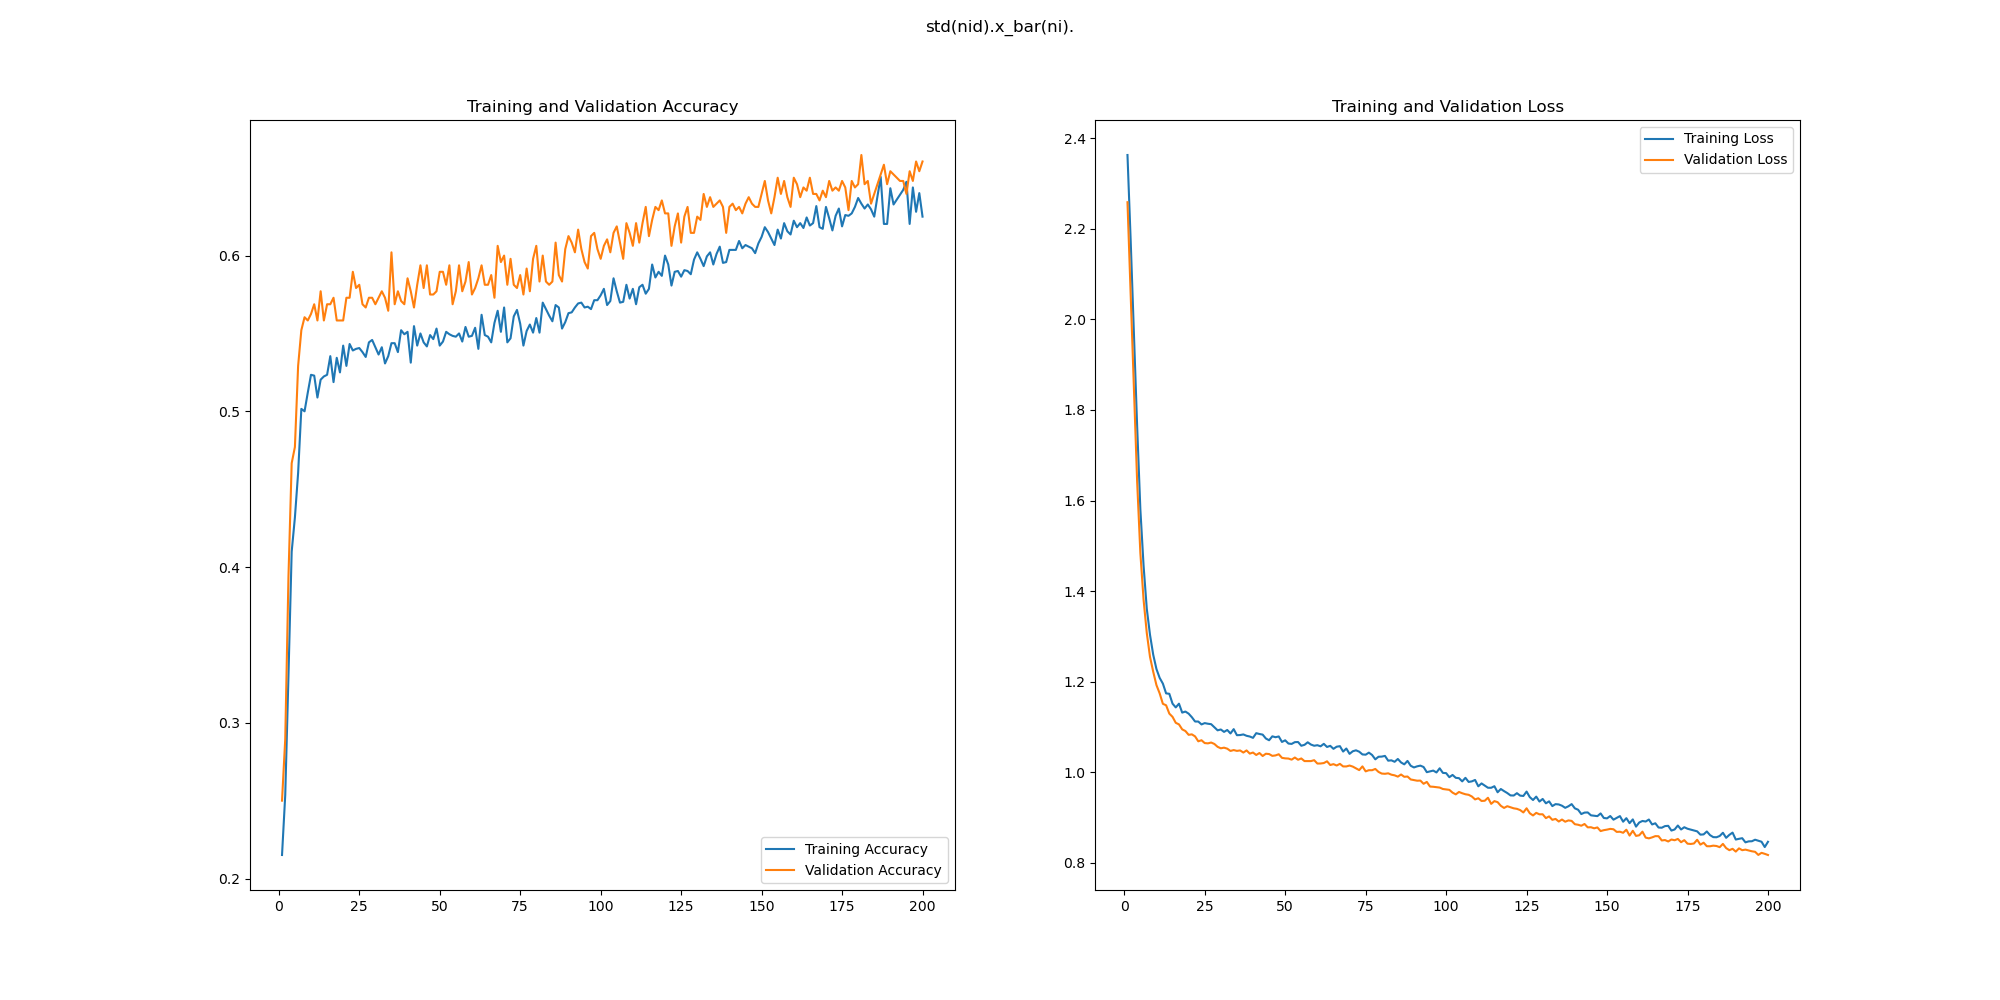 std(nid).x_bar(ni).
Training and Validation Accuracy
0.6
0.5
0.4
0.3
0.2
0 25 50 75 100 125 150 175 200
Training Accuracy
Validation Accuracy
Training and Validation Loss
2.4
2.2
2.0
1.8
1.6
1.4
1.2
1.0
0.8
0 25 50 75 100 125 150 175 200
Training Loss
Validation Loss